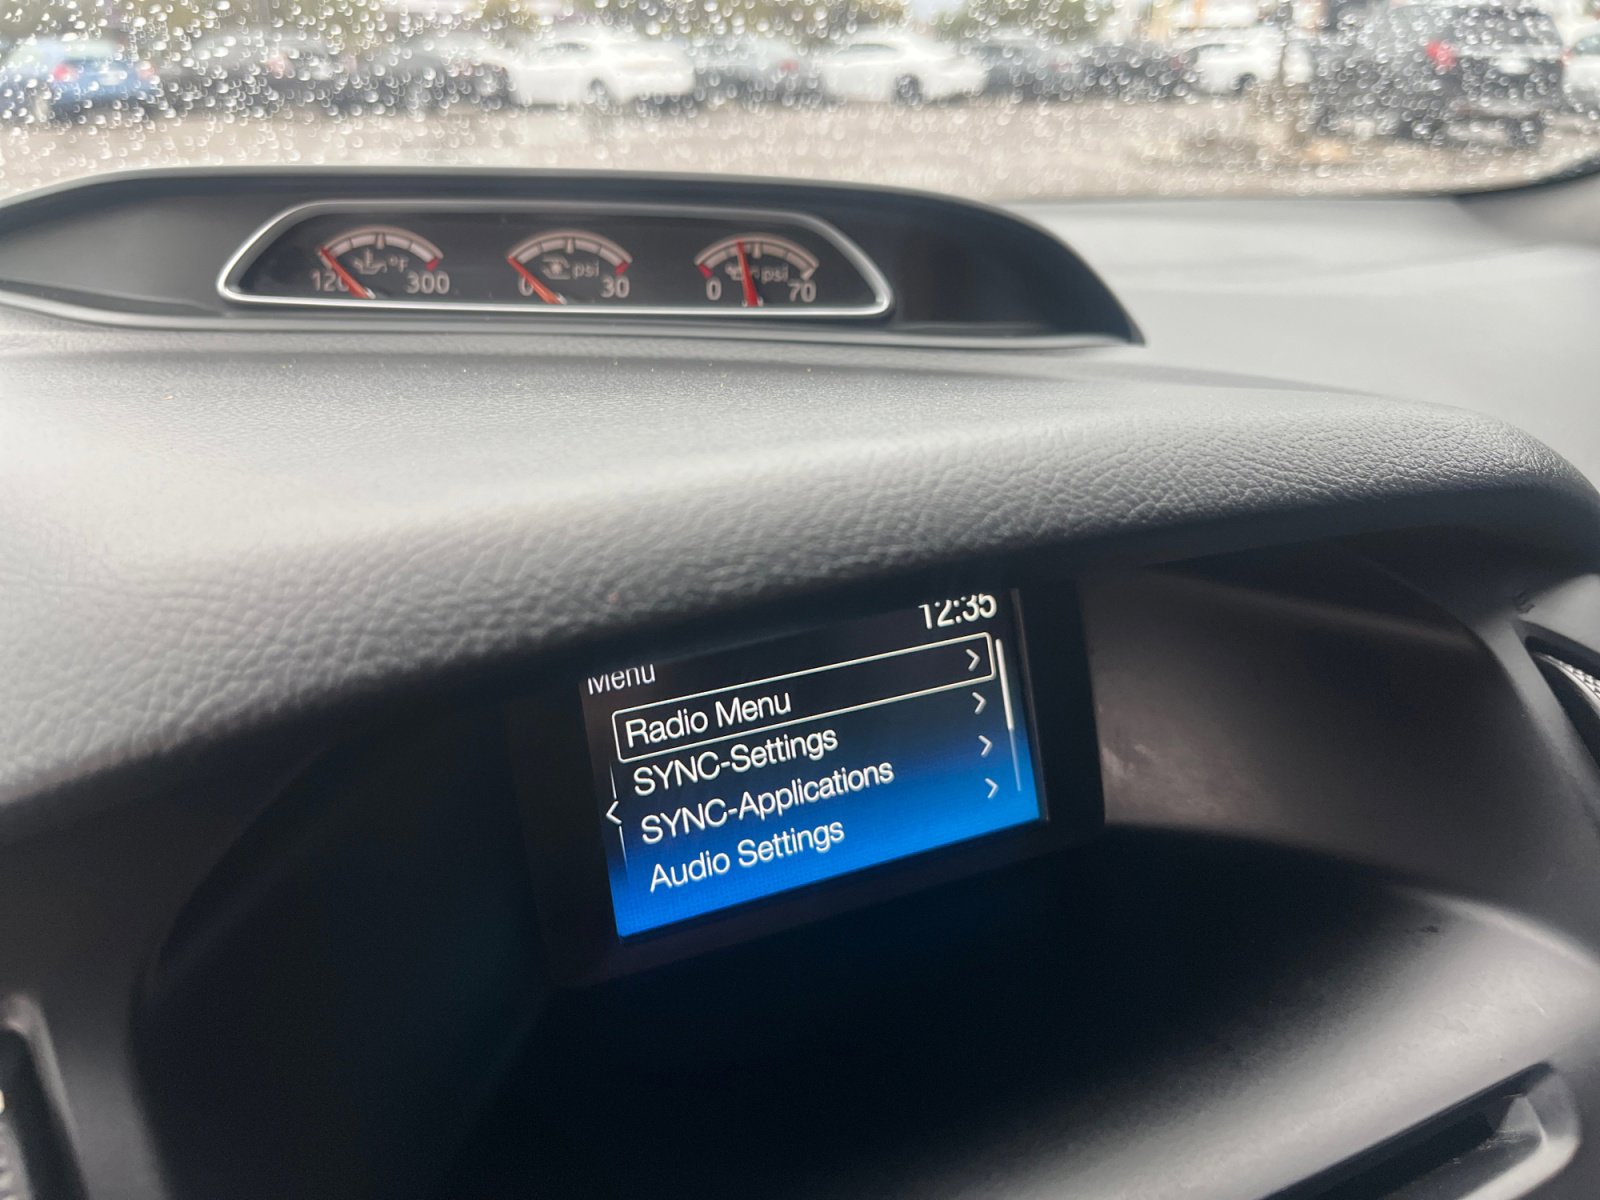 120 °F 300
0 psi 30
0 psi 70
12:35
Menu
Radio Menu
SYNC-Settings
SYNC-Applications
Audio Settings